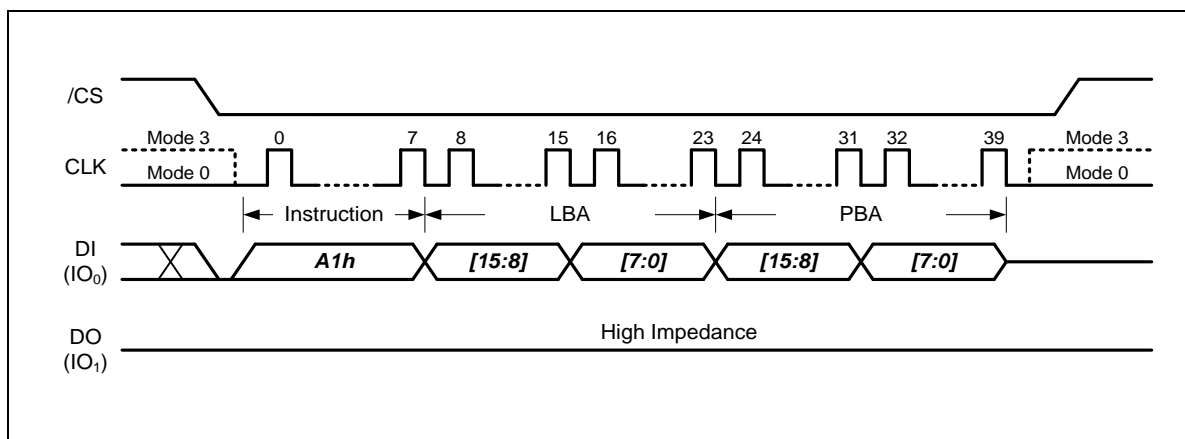 /CS
Mode 3 0 7 8 15 16 23 24 31 32 39 Mode 3
CLK
Mode 0 Mode 0
Instruction LBA PBA
DI
(IO₀)
A1h [15:8] [7:0] [15:8] [7:0]
High Impedance
DO
(IO₁)